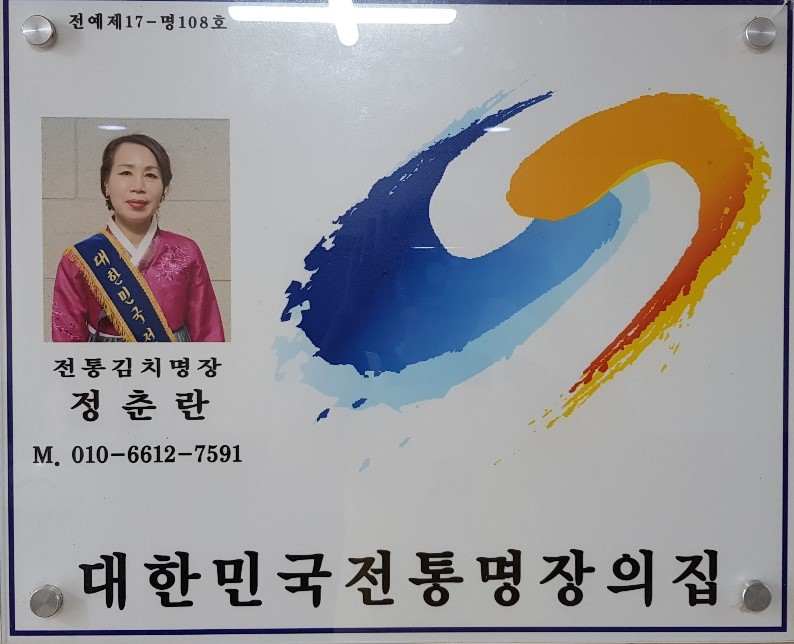 전예제17-명108호
대한민국전
전통김치명장
정춘란
M. 010-6612-7591
대한민국전통명장의집